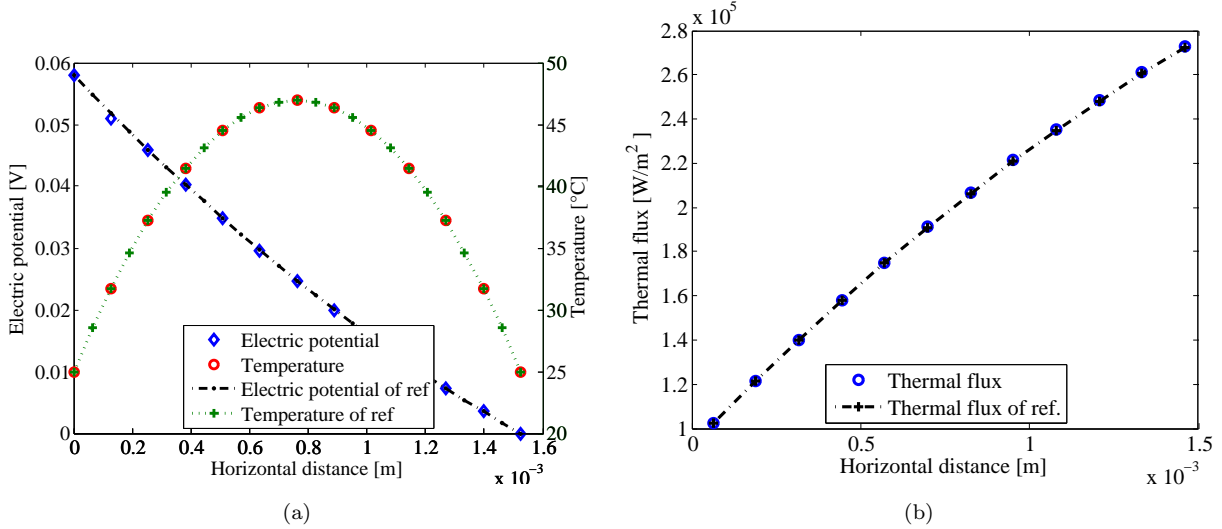 0.06
0.05
0.04
0.03
0.02
0.01
0
Electric potential [V]
50
45
40
35
30
25
20
Temperature [°C]
Electric potential
Temperature
Electric potential of ref
Temperature of ref
0 0.2 0.4 0.6 0.8 1 1.2 1.4 1.6
Horizontal distance [m]
x 10⁻³
(a)
x 10⁵
2.8
2.6
2.4
2.2
2
1.8
1.6
1.4
1.2
1
Thermal flux [W/m²]
Thermal flux
Thermal flux of ref.
0 0.5 1 1.5
Horizontal distance [m]
x 10⁻³
(b)